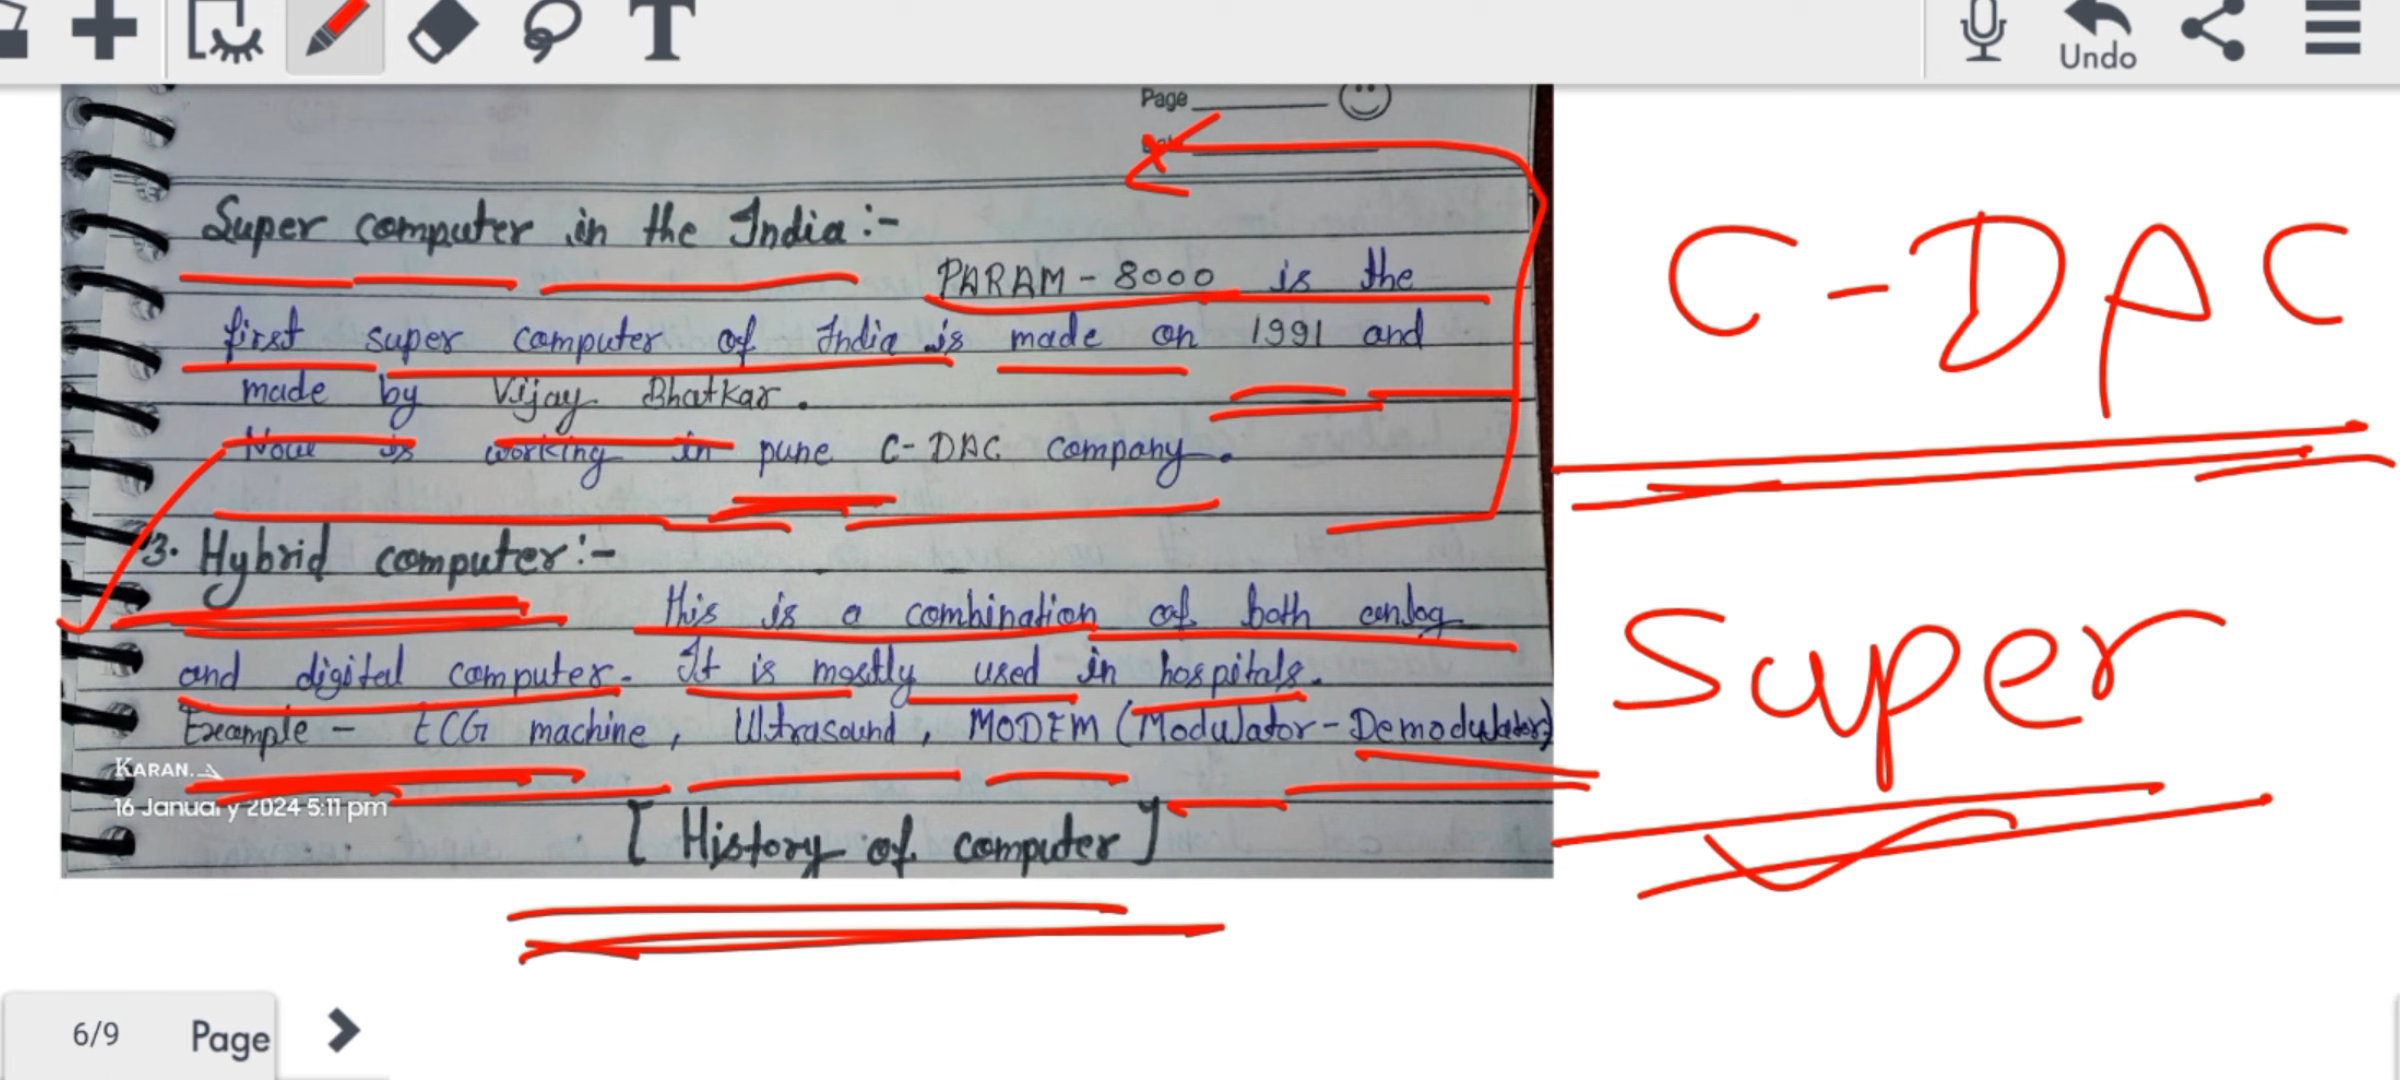 Undo
Page
Super computer in the India :-
PARAM - 8000 is the
first super computer of India is made on 1991 and
made by Vijay Bhatkar.
Now is working in pune C-DAC company.
3. Hybrid computer :-
this is a combination of both anlog
and digital computer. It is mostly used in hospitals.
Example - ECG machine, Ultrasound, MODEM (Modulator-Demodulator)
KARAN.
16 January 2024 5:11 pm
[ History of computer ]
C-DAC
Super
6/9 Page